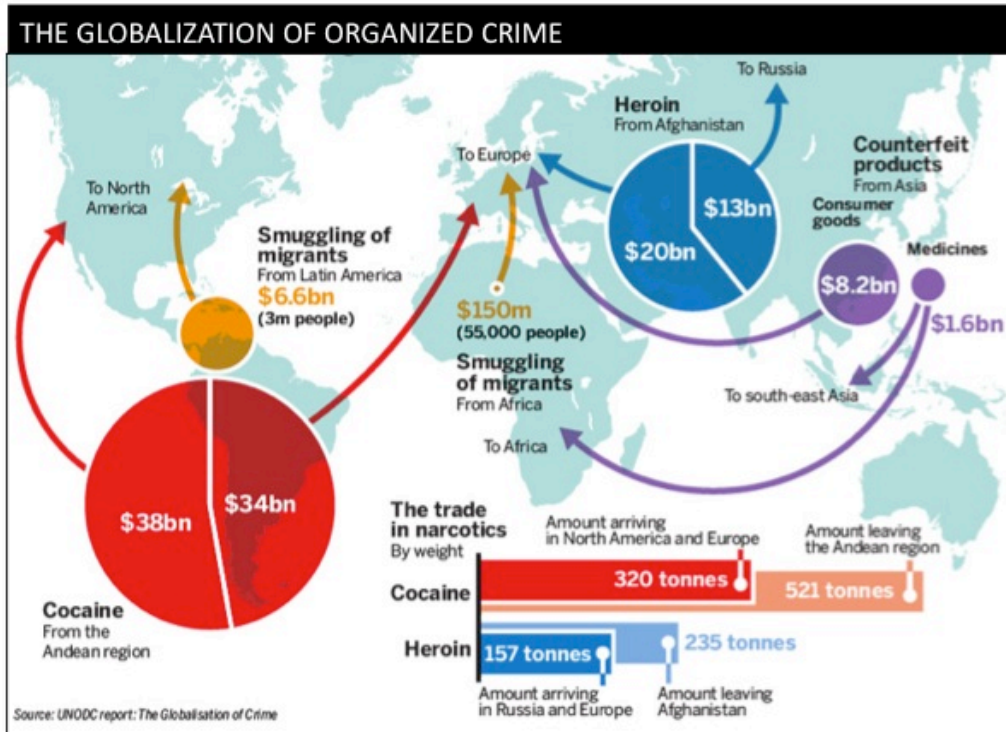 THE GLOBALIZATION OF ORGANIZED CRIME
To North
America
Smuggling of
migrants
From Latin America
$6.6bn
(3m people)
To Europe
$150m
(55,000 people)
Smuggling
of migrants
From Africa
To Africa
Heroin
From Afghanistan
To Russia
$20bn
$13bn
Counterfeit
products
From Asia
Consumer
goods
$8.2bn
Medicines
$1.6bn
To south-east Asia
$38bn
$34bn
Cocaine
From the
Andean region
The trade
in narcotics
By weight
Amount arriving
in North America and Europe
Amount leaving
the Andean region
Cocaine
320 tonnes
521 tonnes
Heroin
157 tonnes
235 tonnes
Amount arriving
in Russia and Europe
Amount leaving
Afghanistan
Source: UNODC report: The Globalisation of Crime